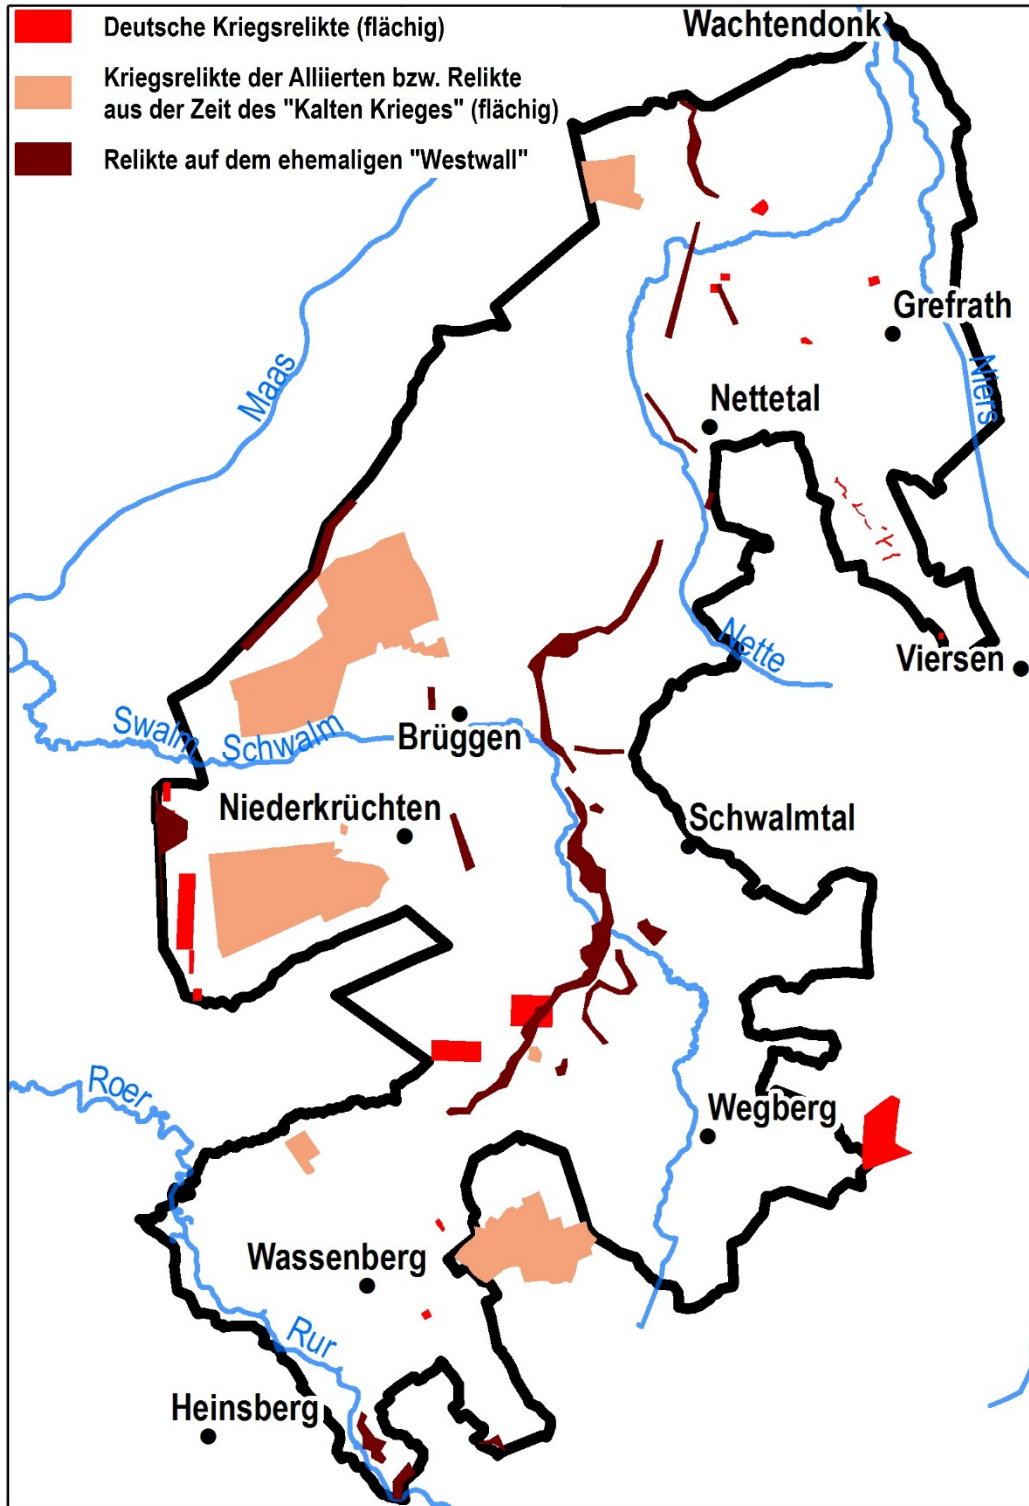 Wachtendonk
Deutsche Kriegsrelikte (flächig)
Kriegsrelikte der Alliierten bzw. Relikte
aus der Zeit des "Kalten Krieges" (flächig)
Relikte auf dem ehemaligen "Westwall"
Grefrath
Maas
Niers
Nettetal
Nette
Viersen
Swalm
Schwalm
Brüggen
Niederkrüchten
Schwalmtal
Roer
Wegberg
Wassenberg
Rur
Heinsberg